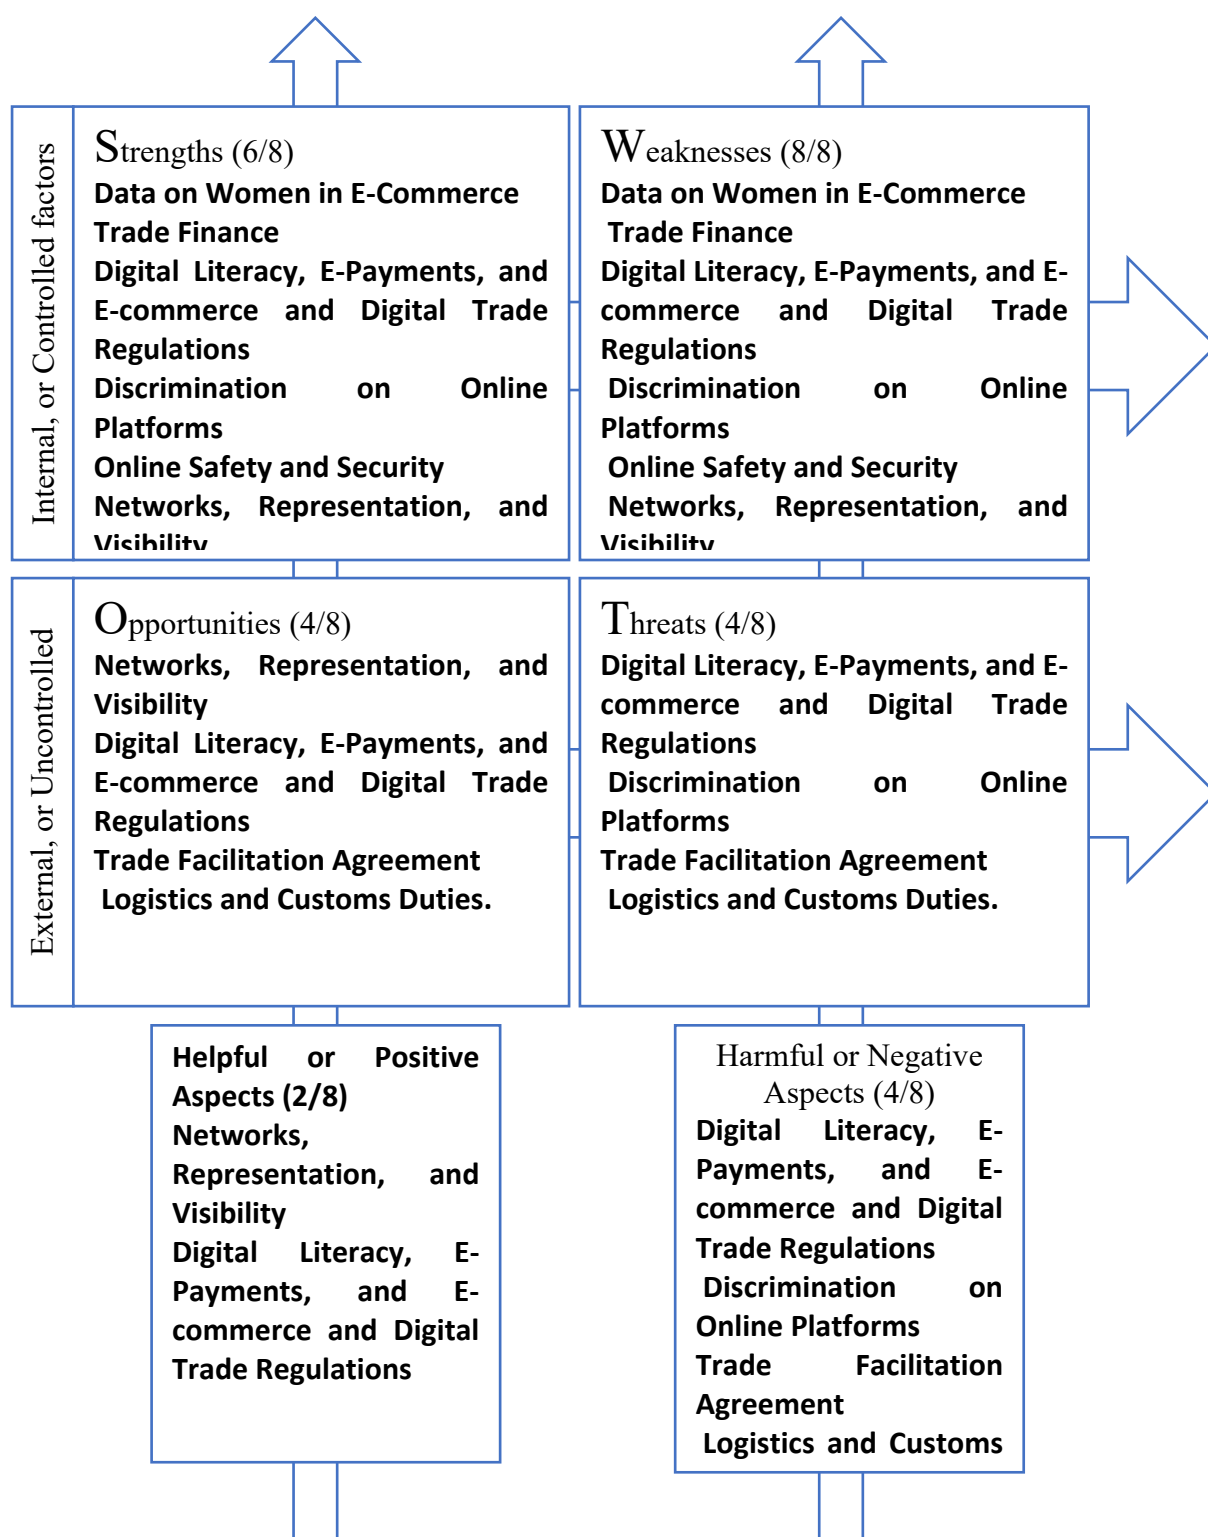 Internal, or Controlled factors
Strengths (6/8)
Data on Women in E-Commerce
Trade Finance
Digital Literacy, E-Payments, and
E-commerce and Digital Trade
Regulations
Discrimination on Online
Platforms
Online Safety and Security
Networks, Representation, and
Visibility
Weaknesses (8/8)
Data on Women in E-Commerce
Trade Finance
Digital Literacy, E-Payments, and E-
commerce and Digital Trade
Regulations
Discrimination on Online
Platforms
Online Safety and Security
Networks, Representation, and
Visibility
External, or Uncontrolled
Opportunities (4/8)
Networks, Representation, and
Visibility
Digital Literacy, E-Payments, and
E-commerce and Digital Trade
Regulations
Trade Facilitation Agreement
Logistics and Customs Duties.
Threats (4/8)
Digital Literacy, E-Payments, and E-
commerce and Digital Trade
Regulations
Discrimination on Online
Platforms
Trade Facilitation Agreement
Logistics and Customs Duties.
Helpful or Positive
Aspects (2/8)
Networks,
Representation, and
Visibility
Digital Literacy, E-
Payments, and E-
commerce and Digital
Trade Regulations
Harmful or Negative
Aspects (4/8)
Digital Literacy, E-
Payments, and E-
commerce and Digital
Trade Regulations
Discrimination on
Online Platforms
Trade Facilitation
Agreement
Logistics and Customs